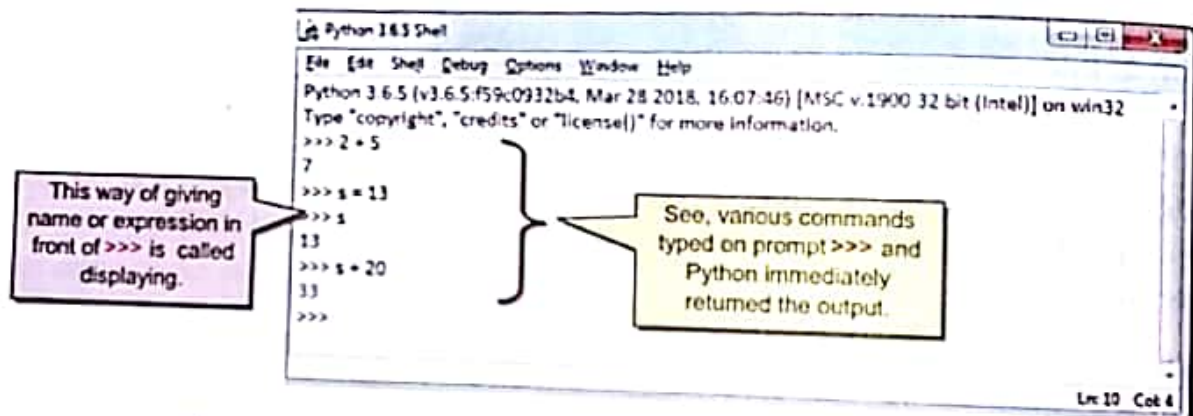 Python 3.6.5 Shell
File Edit Shell Debug Options Window Help
Python 3.6.5 (v3.6.5:f59c0932b4, Mar 28 2018, 16:07:46) [MSC v.1900 32 bit (Intel)] on win32
Type "copyright", "credits" or "license()" for more information.
>>> 2 + 5
7
>>> s = 13
>>> s
13
>>> s + 20
33
>>>
This way of giving
name or expression in
front of >>> is called
displaying.
See, various commands
typed on prompt >>> and
Python immediately
returned the output.
Ln: 10 Col: 4